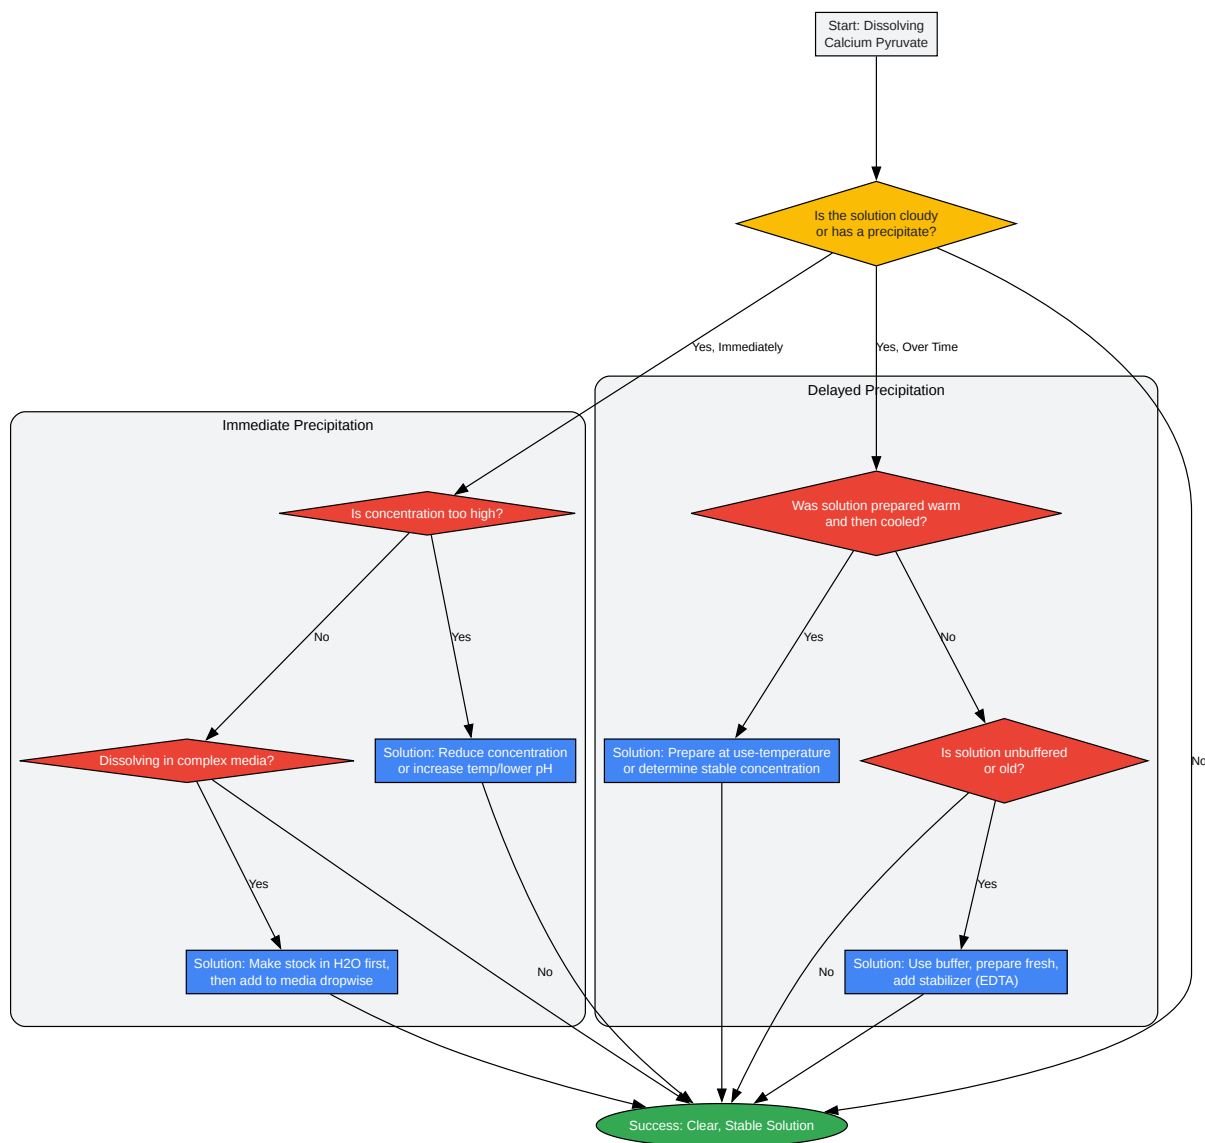 Start: Dissolving
Calcium Pyruvate
Is the solution cloudy
or has a precipitate?
Yes, Immediately
Yes, Over Time
Delayed Precipitation
Immediate Precipitation
Is concentration too high?
Was solution prepared warm
and then cooled?
No
Yes
Yes
No
Dissolving in complex media?
Solution: Reduce concentration
or increase temp/lower pH
Solution: Prepare at use-temperature
or determine stable concentration
Is solution unbuffered
or old?
No
Yes
Yes
Solution: Make stock in H2O first,
then add to media dropwise
No
No
Solution: Use buffer, prepare fresh,
add stabilizer (EDTA)
Success: Clear, Stable Solution